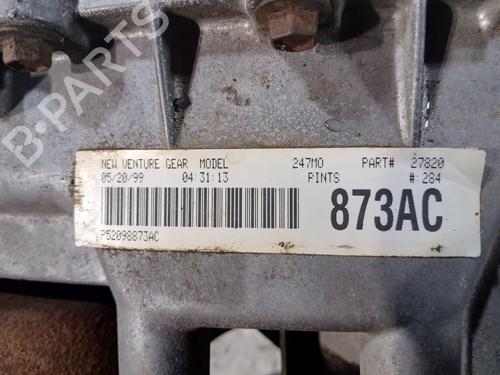 B-PARTS
NEW VENTURE GEAR MODEL 247MO PART# 27820
05/20/99 04:31:13 PINTS # 284
P52098873AC
873AC